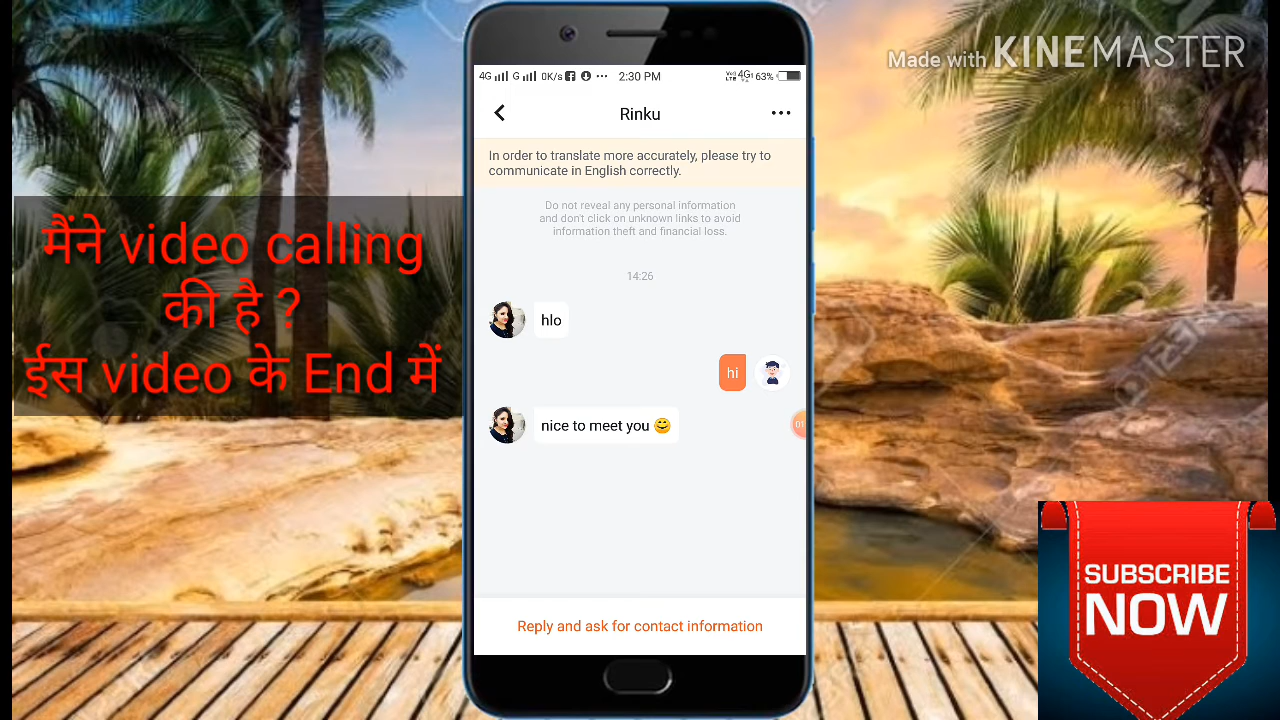 Made with KINEMASTER
4G G 0K/s ... 2:30 PM VoLTE 4G 63%
Rinku
In order to translate more accurately, please try to
communicate in English correctly.
Do not reveal any personal information
and don't click on unknown links to avoid
information theft and financial loss.
14:26
hlo
hi
nice to meet you 😊
01
Reply and ask for contact information
मैंने video calling
की है ?
ईस video के End में
SUBSCRIBE
NOW
123RF